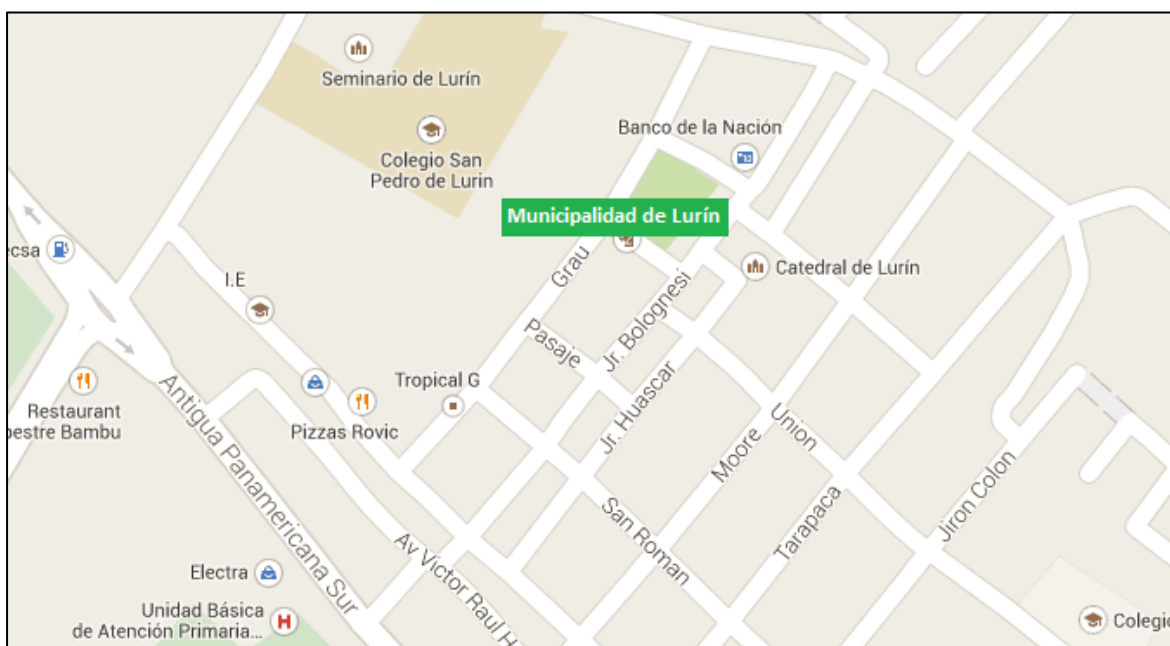 Seminario de Lurín
Banco de la Nación
Colegio San
Pedro de Lurin
Municipalidad de Lurín
ecsa
I.E
Grau
Catedral de Lurín
Jr. Bolognesi
Pasaje
Tropical G
Restaurant
pestre Bambu
Pizzas Rovic
Antigua Panamericana Sur
Jr. Huascar
Union
Moore
Jiron Colon
San Roman
Tarapaca
Av Victor Raul H
Electra
Unidad Básica
de Atención Primaria...
H
Colegio